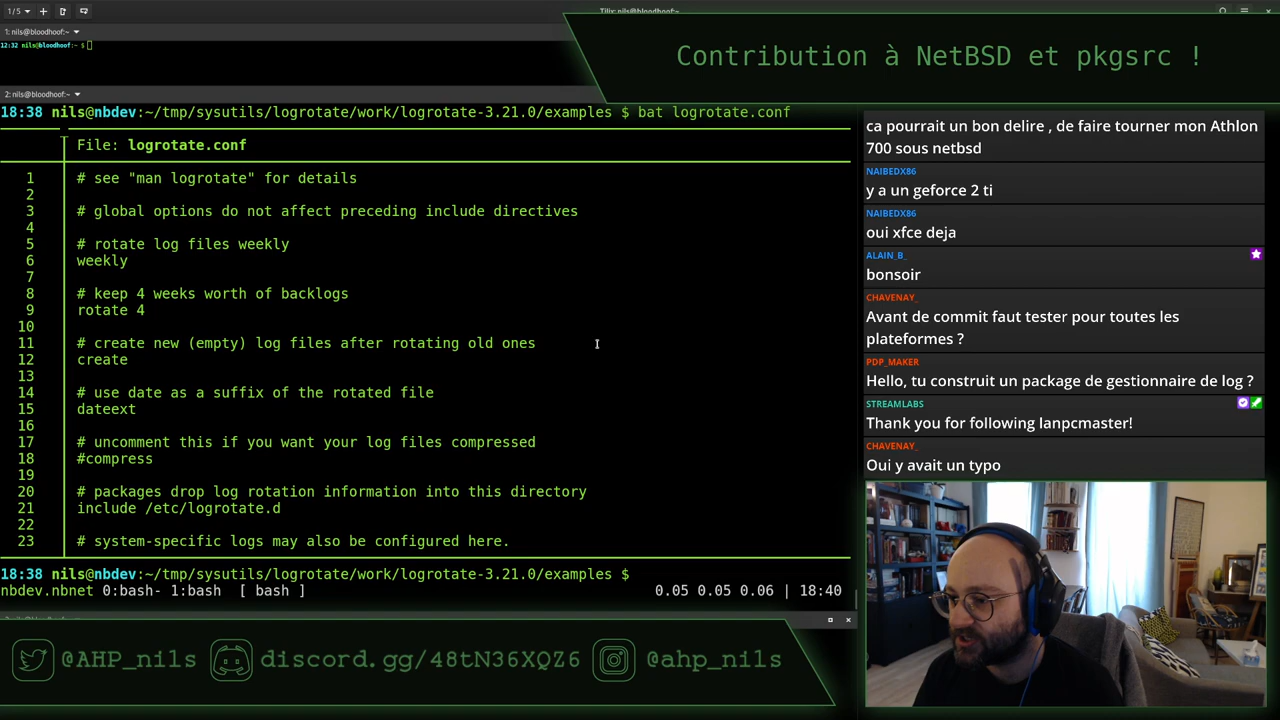 1/5
Tilix: nils@bloodhoof:~
1: nils@bloodhoof:~
12:32 nils@bloodhoof:~ $
Contribution à NetBSD et pkgsrc !
2: nils@bloodhoof:~
18:38 nils@nbdev:~/tmp/sysutils/logrotate/work/logrotate-3.21.0/examples $ bat logrotate.conf
File: logrotate.conf
1 # see "man logrotate" for details
2
3 # global options do not affect preceding include directives
4
5 # rotate log files weekly
6 weekly
7
8 # keep 4 weeks worth of backlogs
9 rotate 4
10
11 # create new (empty) log files after rotating old ones
12 create
13
14 # use date as a suffix of the rotated file
15 dateext
16
17 # uncomment this if you want your log files compressed
18 #compress
19
20 # packages drop log rotation information into this directory
21 include /etc/logrotate.d
22
23 # system-specific logs may also be configured here.
18:38 nils@nbdev:~/tmp/sysutils/logrotate/work/logrotate-3.21.0/examples $
nbdev.nbnet 0:bash- 1:bash [ bash ] 0.05 0.05 0.06 | 18:40
ca pourrait un bon delire , de faire tourner mon Athlon
700 sous netbsd
NAIBEDX86
y a un geforce 2 ti
NAIBEDX86
oui xfce deja
ALAIN_B_
bonsoir
CHAVENAY_
Avant de commit faut tester pour toutes les
plateformes ?
PDP_MAKER
Hello, tu construit un package de gestionnaire de log ?
STREAMLABS
Thank you for following lanpcmaster!
CHAVENAY_
Oui y avait un typo
@AHP_nils discord.gg/48tN36XQZ6 @ahp_nils